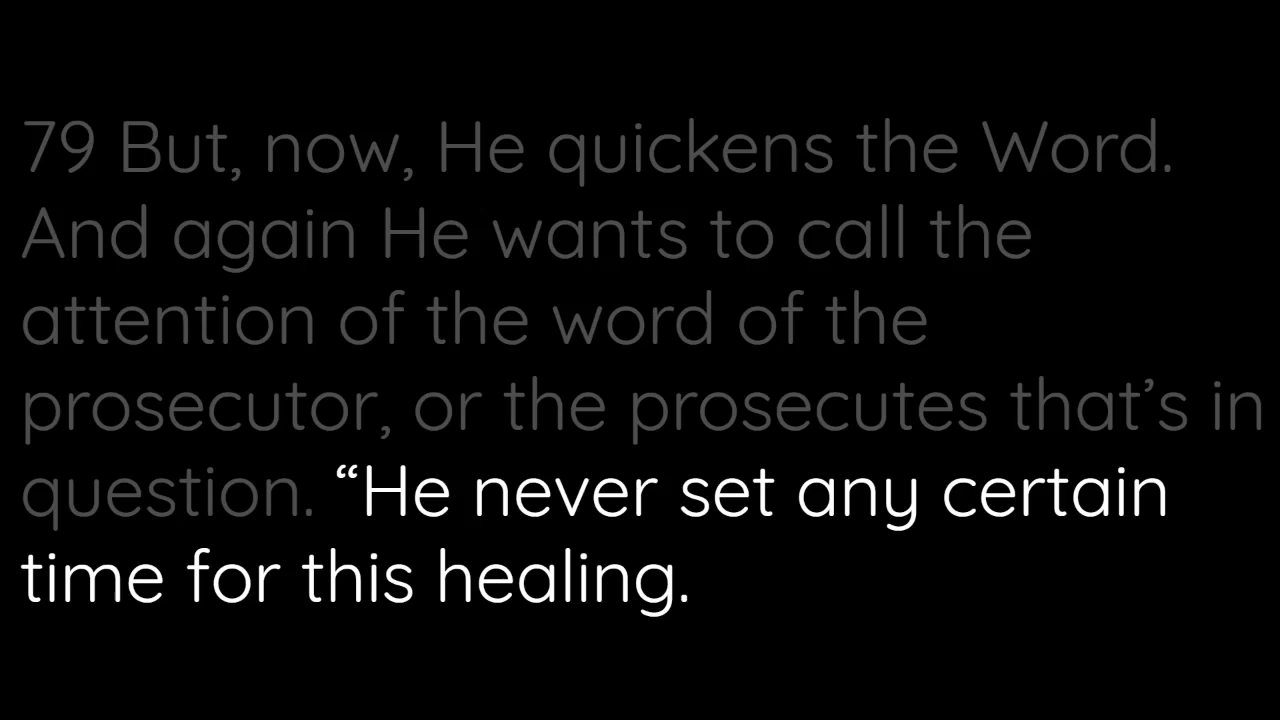 79 But, now, He quickens the Word.
And again He wants to call the
attention of the word of the
prosecutor, or the prosecutes that’s in
question. “He never set any certain
time for this healing.